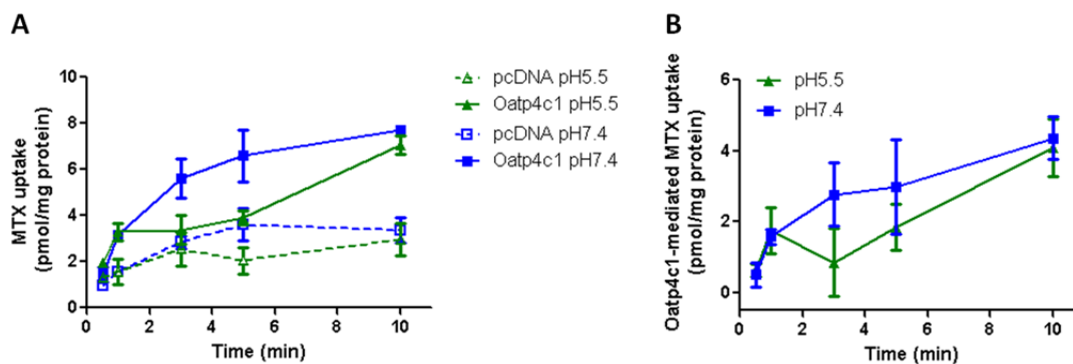 A
MTX uptake
(pmol/mg protein)
10
8
6
4
2
0
0
2
4
6
8
10
Time (min)
pcDNA pH5.5
Oatp4c1 pH5.5
pcDNA pH7.4
Oatp4c1 pH7.4
B
Oatp4c1-mediated MTX uptake
(pmol/mg protein)
6
4
2
0
0
2
4
6
8
10
Time (min)
pH5.5
pH7.4